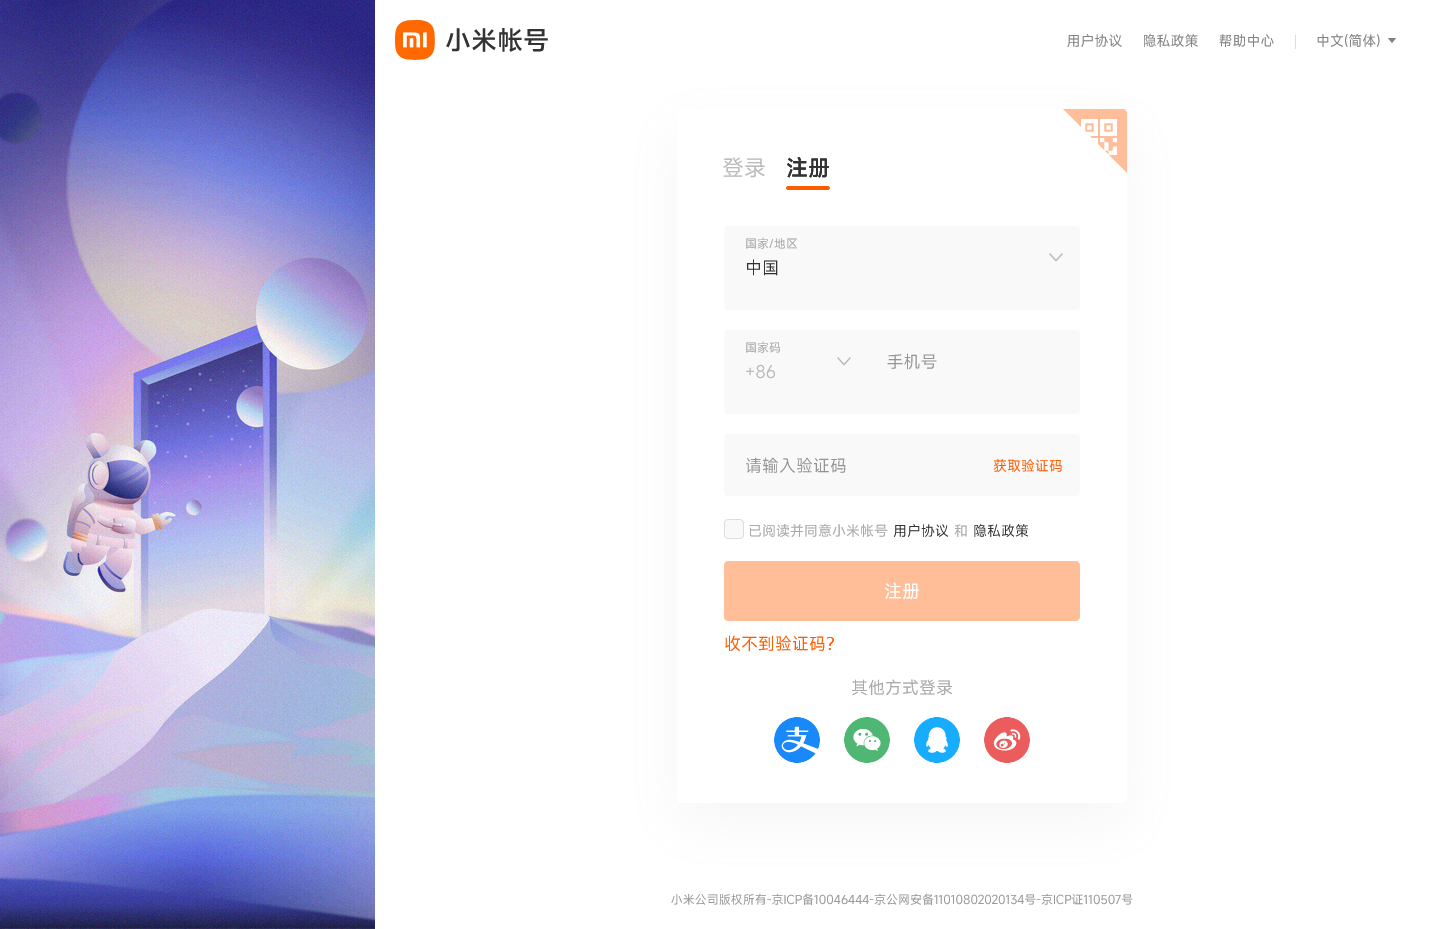 小米帐号
用户协议 隐私政策 帮助中心 中文(简体)
登录 注册
国家/地区
中国
国家码
+86
手机号
请输入验证码 获取验证码
已阅读并同意小米帐号 用户协议 和 隐私政策
注册
收不到验证码?
其他方式登录
小米公司版权所有-京ICP备10046444-京公网安备11010802020134号-京ICP证110507号